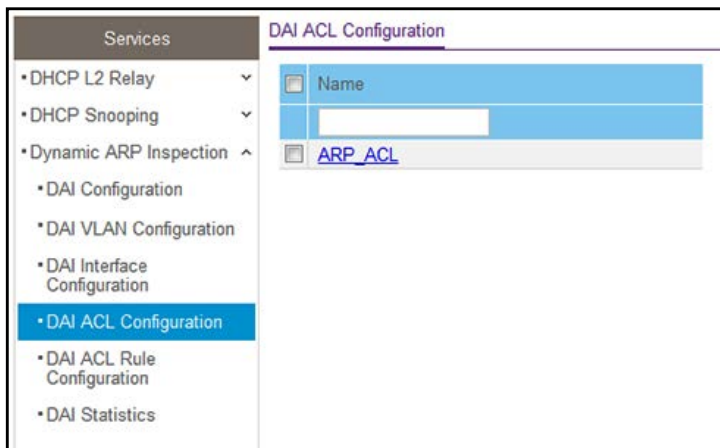 Services
• DHCP L2 Relay
• DHCP Snooping
• Dynamic ARP Inspection
• DAI Configuration
• DAI VLAN Configuration
• DAI Interface
Configuration
• DAI ACL Configuration
• DAI ACL Rule
Configuration
• DAI Statistics
DAI ACL Configuration
Name
ARP_ACL